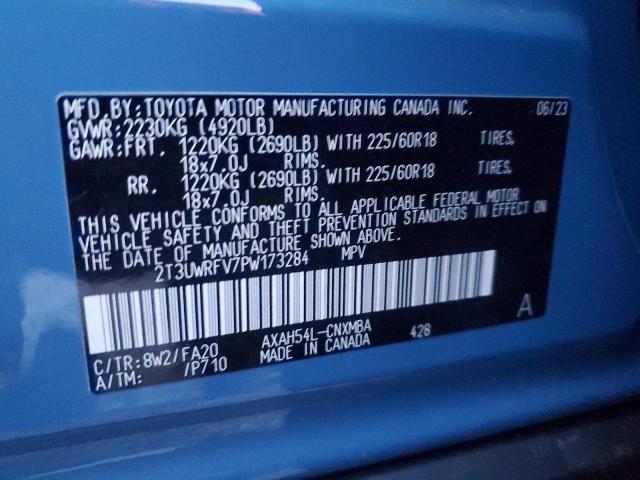 MFD. BY: TOYOTA MOTOR MANUFACTURING CANADA INC. 06/23
GVWR: 2230KG (4920LB)
GAWR: FRT. 1220KG (2690LB) WITH 225/60R18 TIRES,
18x7.0J RIMS.
RR. 1220KG (2690LB) WITH 225/60R18 TIRES,
18x7.0J RIMS.
THIS VEHICLE CONFORMS TO ALL APPLICABLE FEDERAL MOTOR
VEHICLE SAFETY AND THEFT PREVENTION STANDARDS IN EFFECT ON
THE DATE OF MANUFACTURE SHOWN ABOVE.
2T3UWRFV7PW173284 MPV
A
C/TR: 8W2/FA20 AXAH54L-CNXMBA 428
A/TM: /P710 MADE IN CANADA